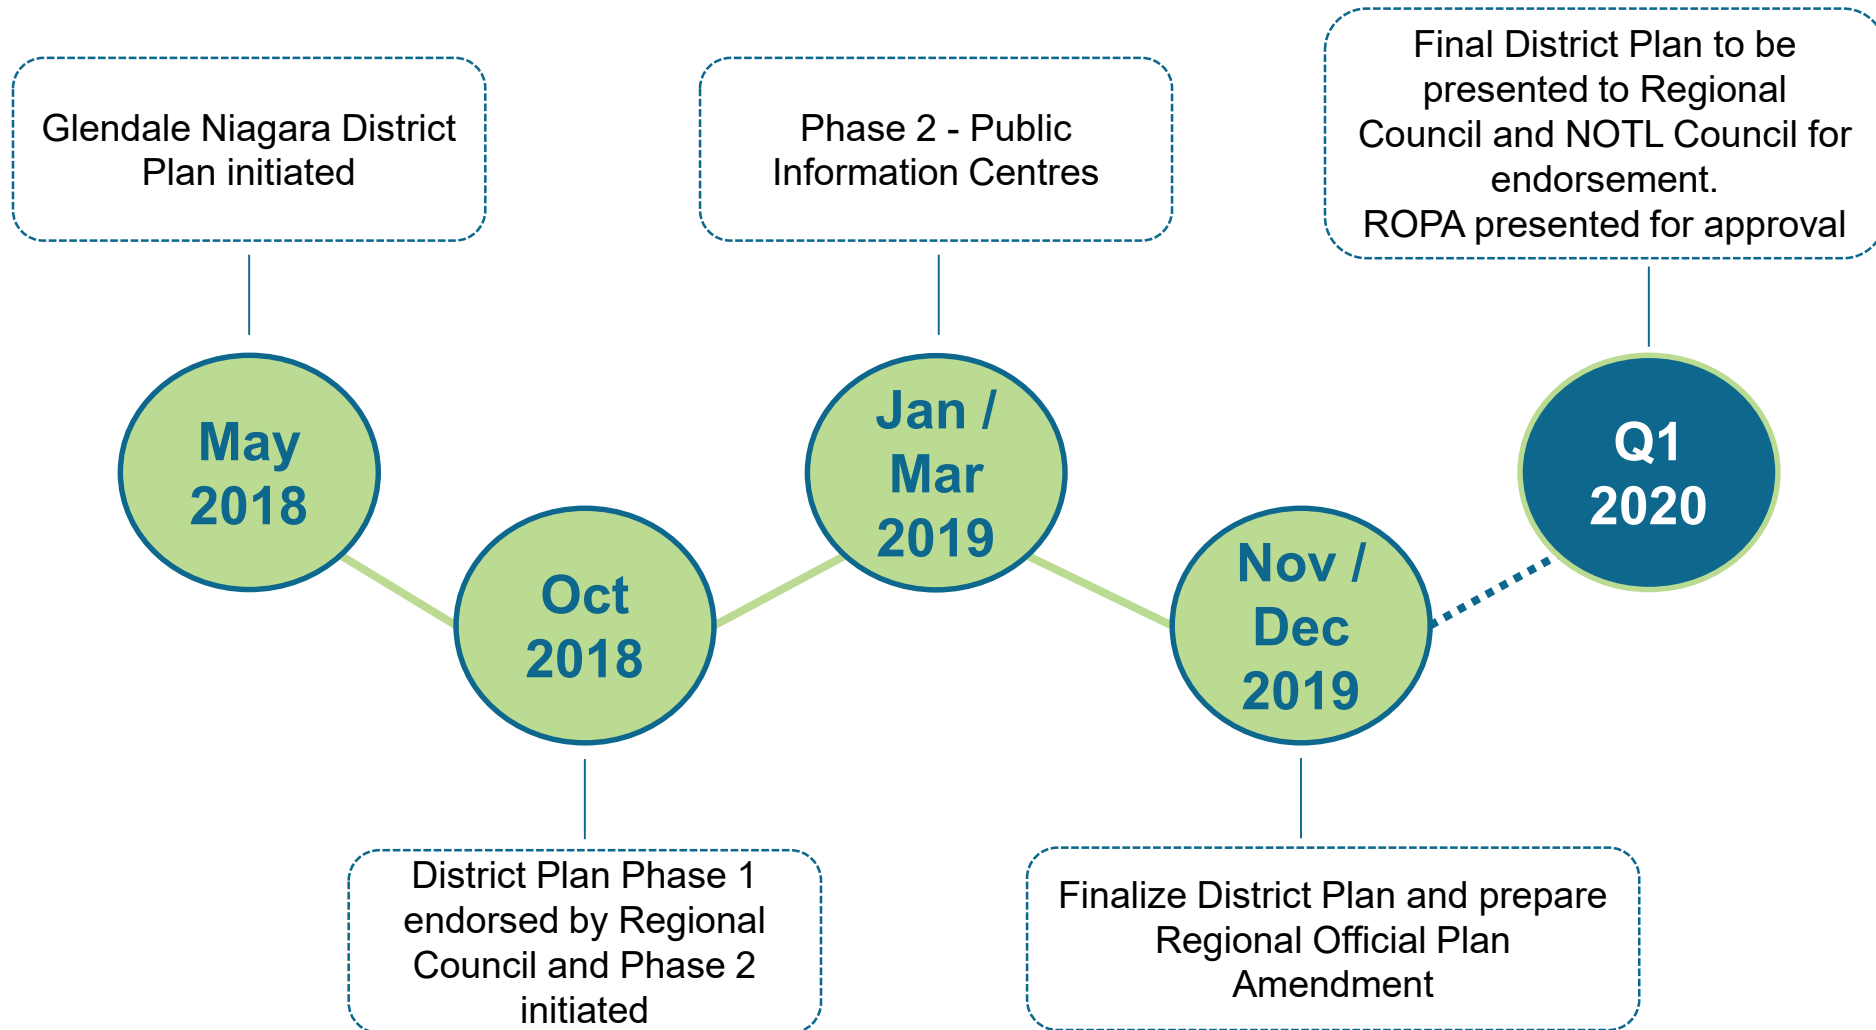 Glendale Niagara District
Plan initiated
May
2018
Oct
2018
District Plan Phase 1
endorsed by Regional
Council and Phase 2
initiated
Phase 2 - Public
Information Centres
Jan /
Mar
2019
Nov /
Dec
2019
Finalize District Plan and prepare
Regional Official Plan
Amendment
Final District Plan to be
presented to Regional
Council and NOTL Council for
endorsement.
ROPA presented for approval
Q1
2020